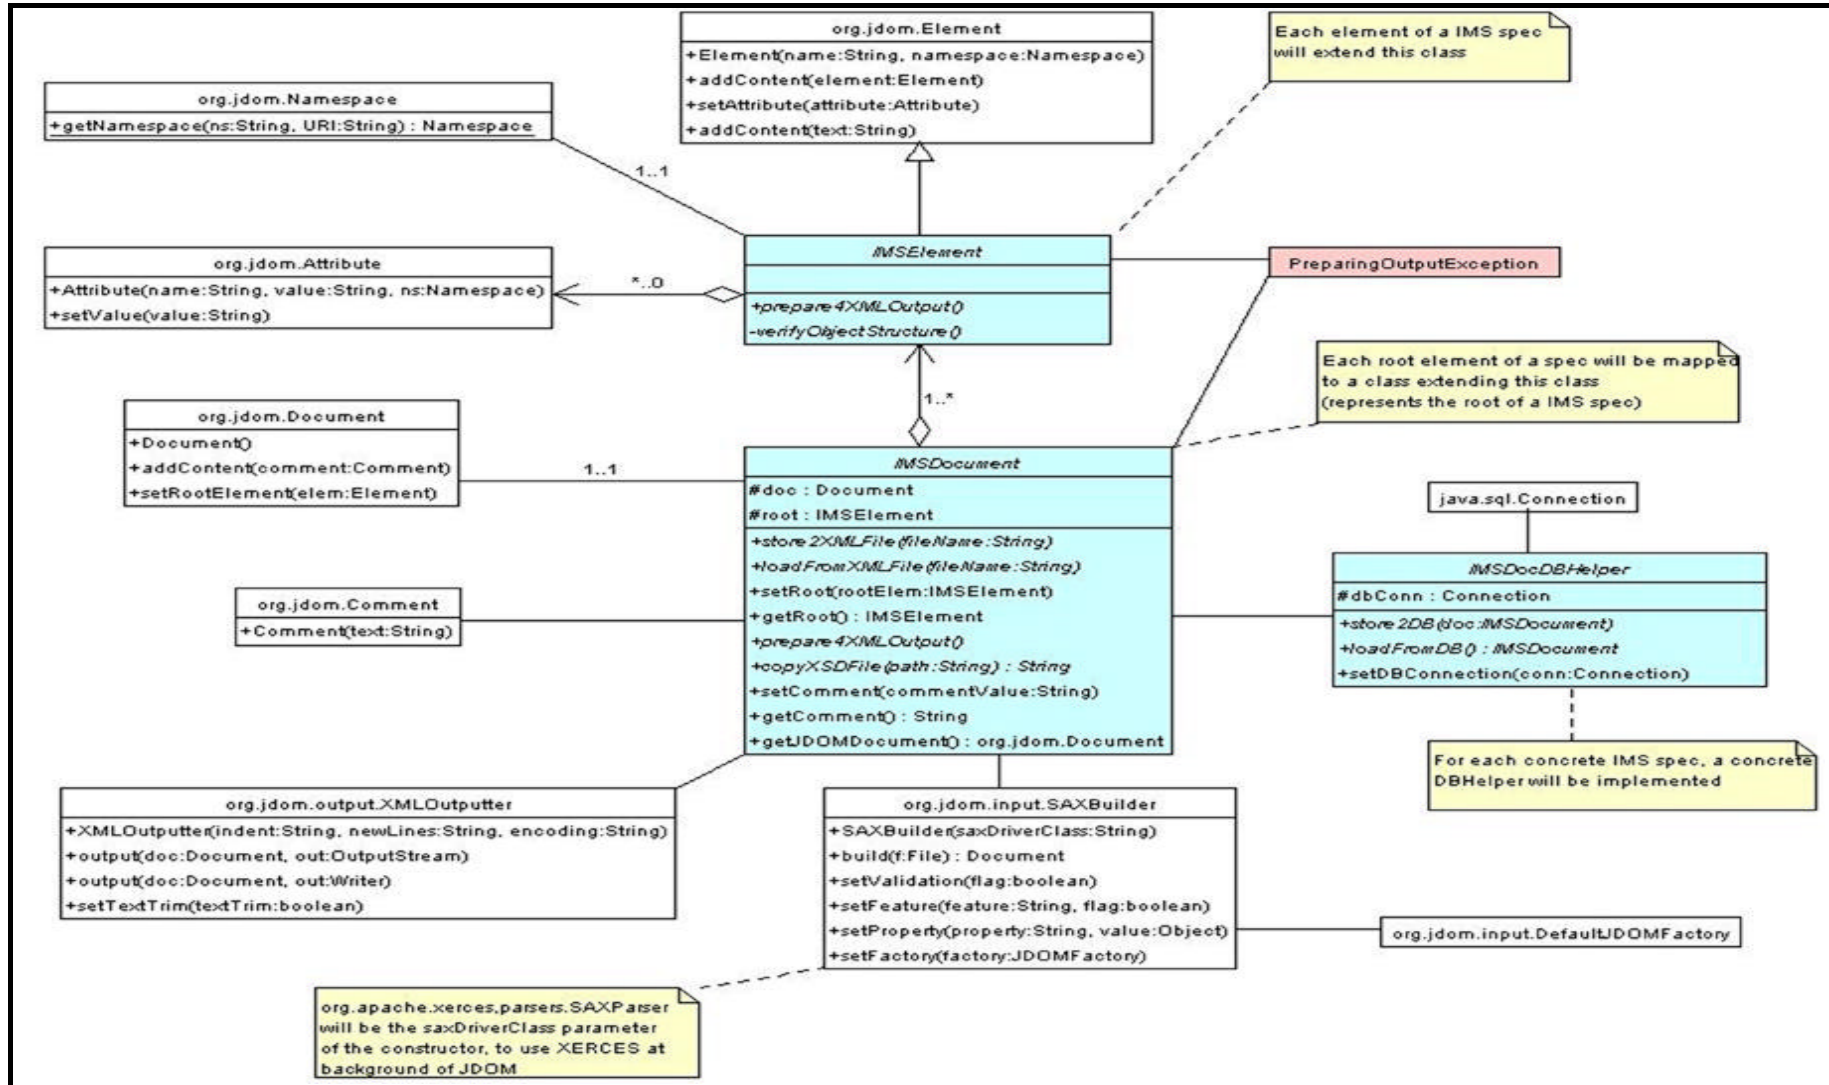 org.jdom.Element
+Element(name:String, namespace:Namespace)
+addContent(element:Element)
+setAttribute(attribute:Attribute)
+addContent(text:String)
Each element of a IMS spec
will extend this class
org.jdom.Namespace
+getNamespace(ns:String, URI:String) : Namespace
1..1
org.jdom.Attribute
+Attribute(name:String, value:String, ns:Namespace)
+setValue(value:String)
*..0
IMSElement
+prepare4XMLOutput()
-verifyObjectStructure()
PreparingOutputException
Each root element of a spec will be mapped
to a class extending this class
(represents the root of a IMS spec)
1..*
org.jdom.Document
+Document()
+addContent(comment:Comment)
+setRootElement(elem:Element)
1..1
IMSDocument
#doc : Document
#root : IMSElement
+store2XMLFile(fileName:String)
+loadFromXMLFile(fileName:String)
+setRoot(rootElem:IMSElement)
+getRoot() : IMSElement
+prepare4XMLOutput()
+copyXSDFile(path:String) : String
+setComment(commentValue:String)
+getComment() : String
+getJDOMDocument() : org.jdom.Document
java.sql.Connection
IMSDocDBHelper
#dbConn : Connection
+store2DB(doc:IMSDocument)
+loadFromDB() : IMSDocument
+setDBConnection(conn:Connection)
For each concrete IMS spec, a concrete
DBHelper will be implemented
org.jdom.Comment
+Comment(text:String)
org.jdom.output.XMLOutputter
+XMLOutputter(indent:String, newLines:String, encoding:String)
+output(doc:Document, out:OutputStream)
+output(doc:Document, out:Writer)
+setTextTrim(textTrim:boolean)
org.jdom.input.SAXBuilder
+SAXBuilder(saxDriverClass:String)
+build(f:File) : Document
+setValidation(flag:boolean)
+setFeature(feature:String, flag:boolean)
+setProperty(property:String, value:Object)
+setFactory(factory:JDOMFactory)
org.jdom.input.DefaultJDOMFactory
org.apache.xerces.parsers.SAXParser
will be the saxDriverClass parameter
of the constructor, to use XERCES at
background of JDOM